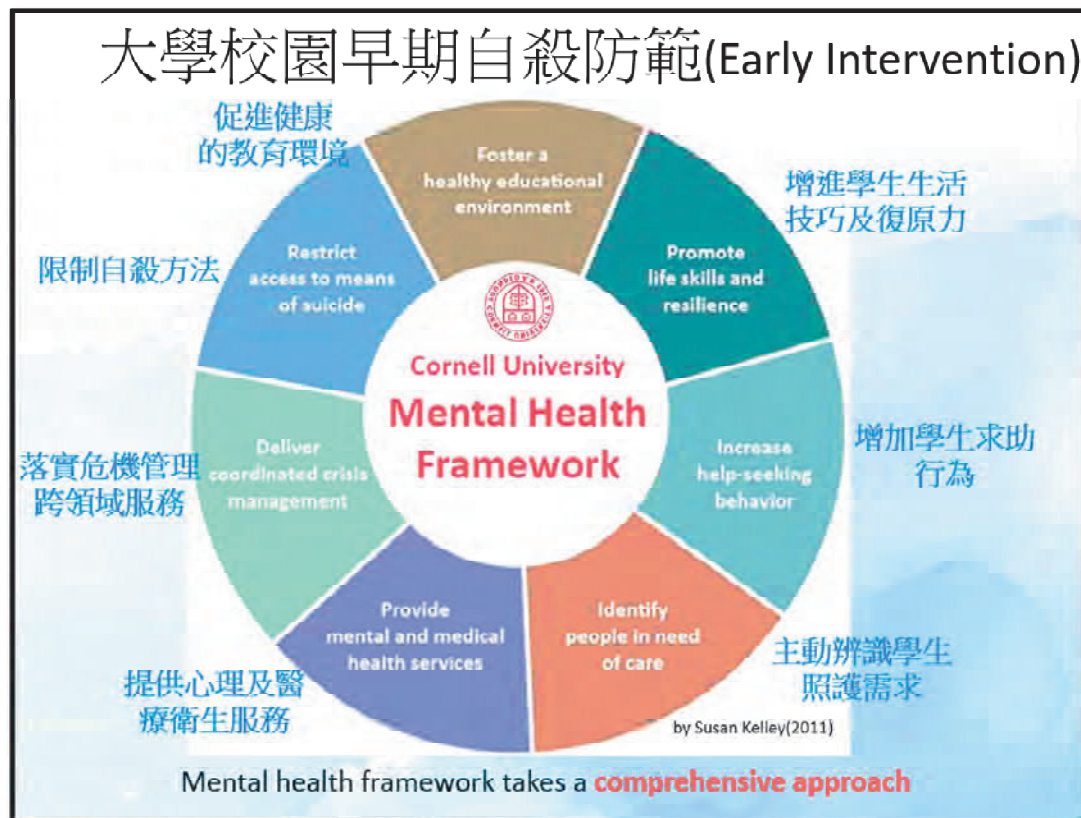 大學校園早期自殺防範(Early Intervention)
促進健康
的教育環境
Foster a
healthy educational
environment
增進學生生活
技巧及復原力
Promote
life skills and
resilience
限制自殺方法
Restrict
access to means
of suicide
Cornell University
Mental Health
Framework
增加學生求助
行為
Increase
help-seeking
behavior
落實危機管理
跨領域服務
Deliver
coordinated crisis
management
Provide
mental and medical
health services
Identify
people in need
of care
主動辨識學生
照護需求
提供心理及醫
療衛生服務
by Susan Kelley(2011)
Mental health framework takes a comprehensive approach